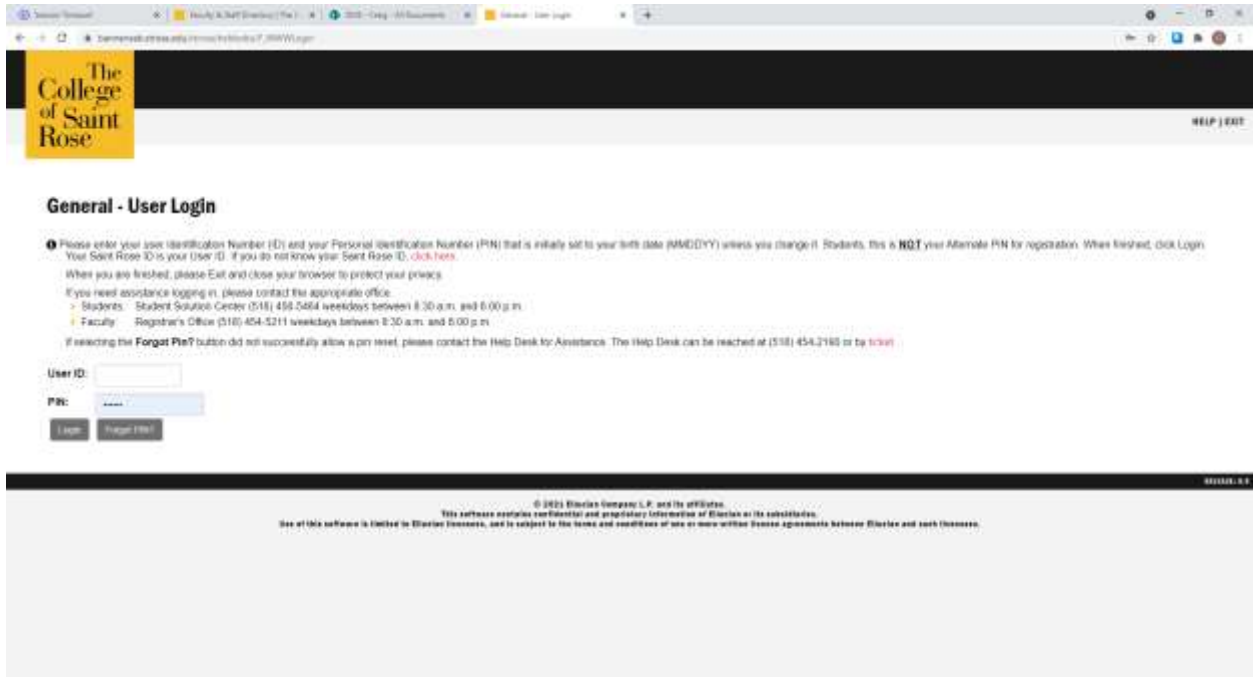 Faculty & Staff Directory | The
General - User Login
The
College
of Saint
Rose
HELP | EXIT
General - User Login
Please enter your user Identification Number (ID) and your Personal Identification Number (PIN) that is initially set to your birth date (MMDDYY) unless you change it. Students, this is NOT your Alternate PIN for registration. When finished, click Login.
Your Saint Rose ID is your User ID. If you do not know your Saint Rose ID, click here.
When you are finished, please Exit and close your browser to protect your privacy.
If you need assistance logging in, please contact the appropriate office.
Students: Student Solution Center (518) 458-5464 weekdays between 8:30 a.m. and 6:00 p.m.
Faculty: Registrar's Office (518) 454-5211 weekdays between 8:30 a.m. and 6:00 p.m.
If selecting the Forgot Pin? button did not successfully allow a pin reset, please contact the Help Desk for Assistance. The Help Desk can be reached at (518) 454.2166 or by ticket
User ID:
PIN:
Login Forgot PIN?
© 2021 Ellucian Company L.P. and its affiliates.
This software contains confidential and proprietary information of Ellucian or its subsidiaries.
Use of this software is limited to Ellucian licensees, and is subject to the terms and conditions of one or more written license agreements between Ellucian and such licensees.